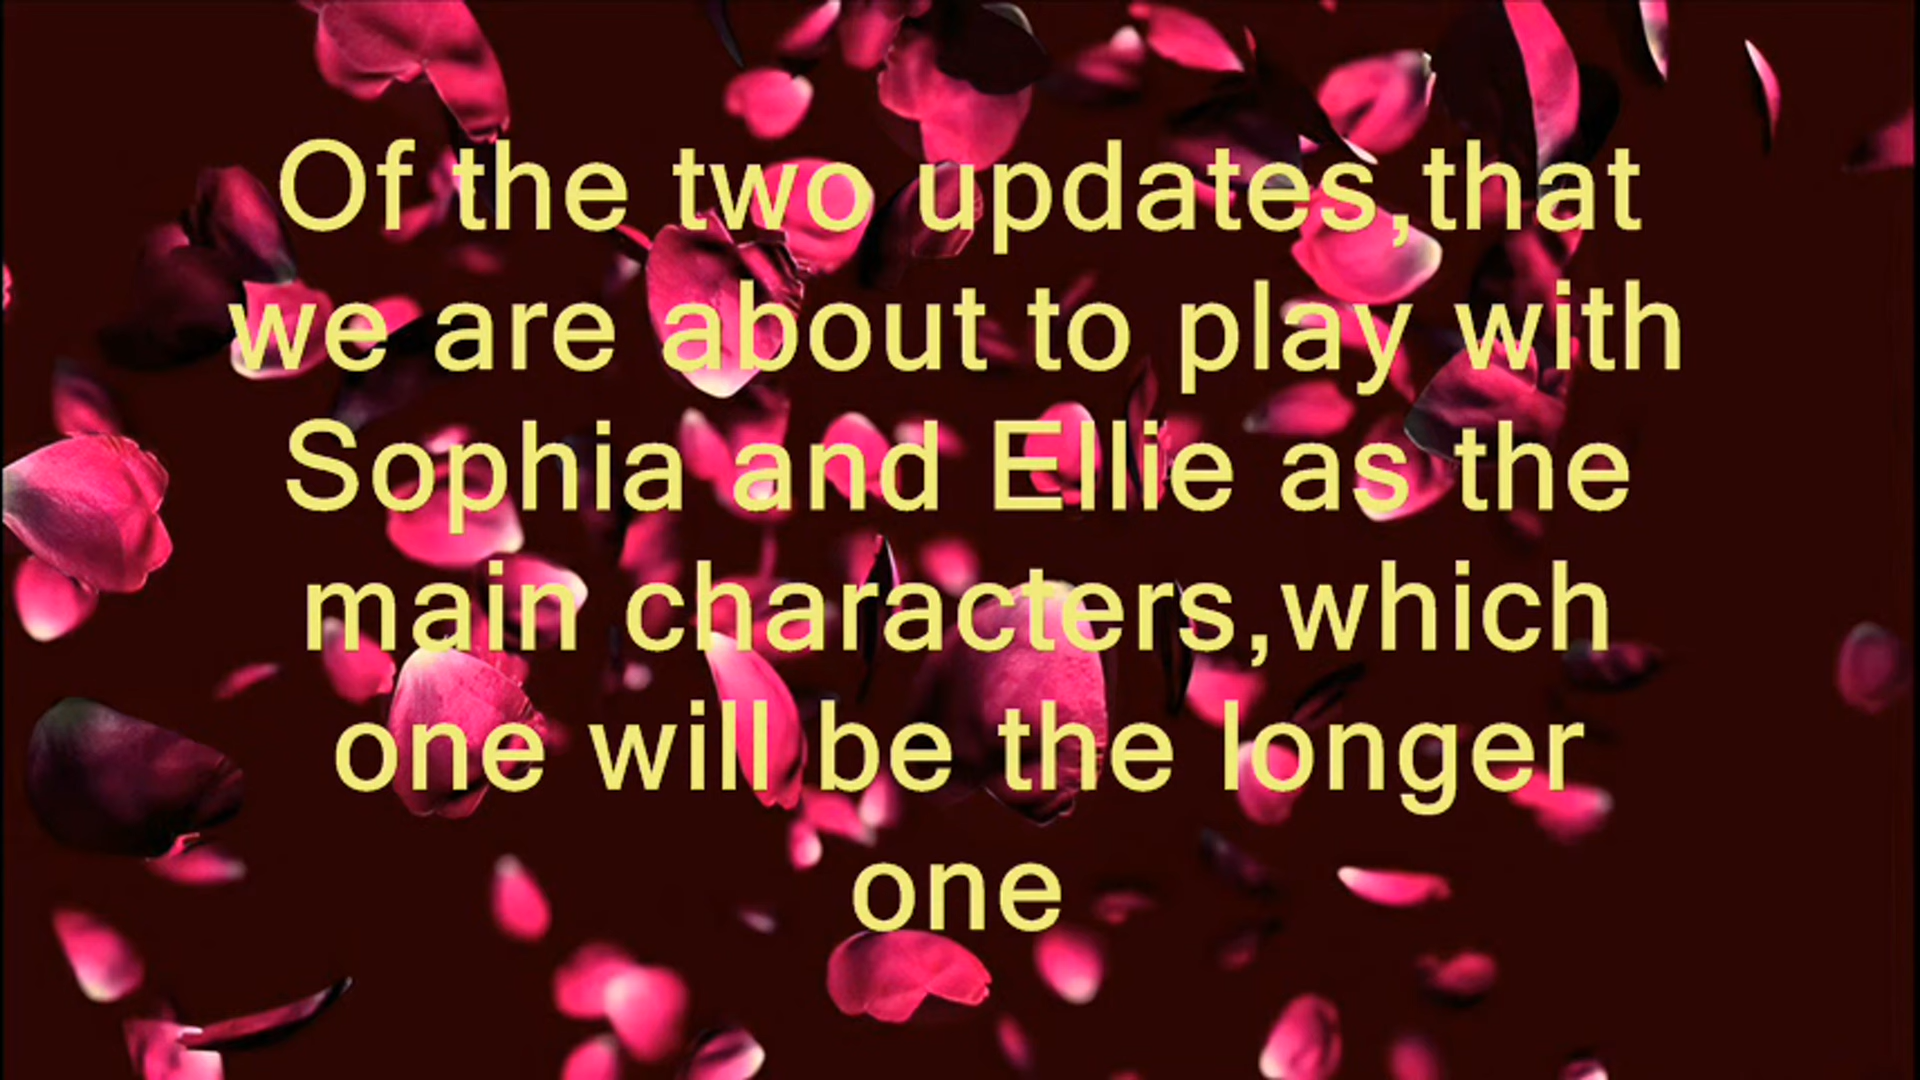 Of the two updates,that
we are about to play with
Sophia and Ellie as the
main characters,which
one will be the longer
one